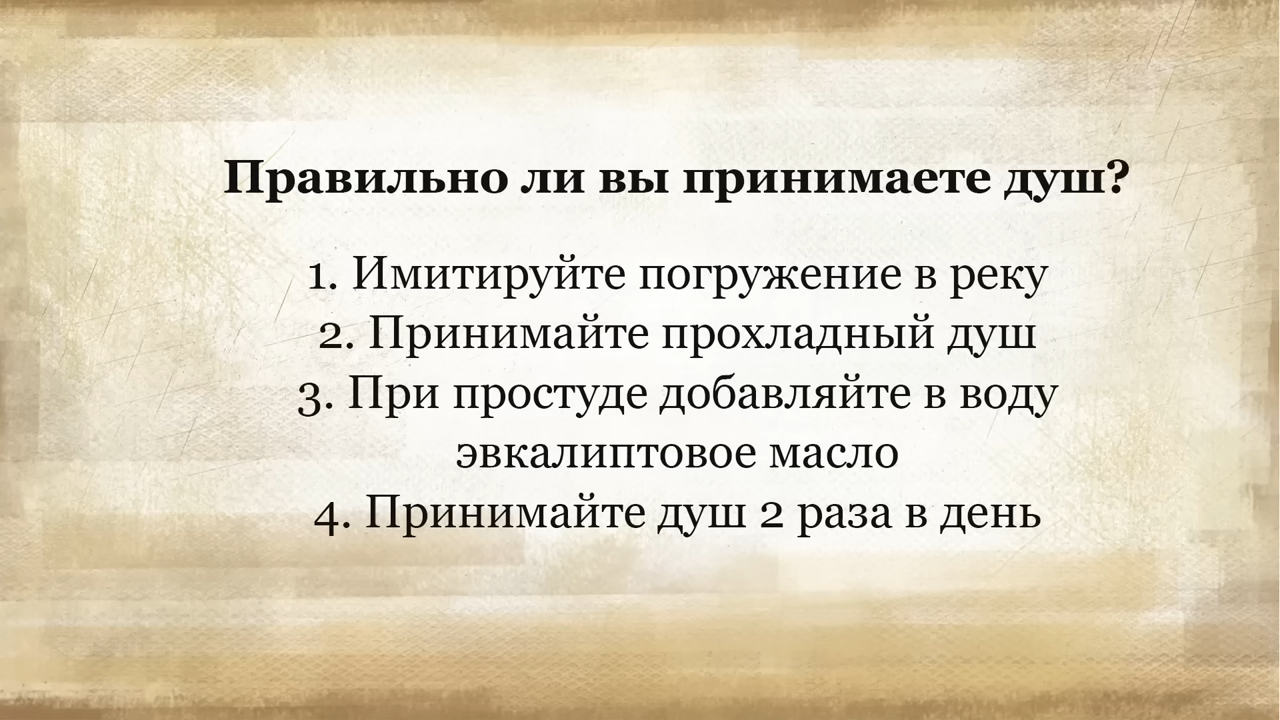 Правильно ли вы принимаете душ?
1. Имитируйте погружение в реку
2. Принимайте прохладный душ
3. При простуде добавляйте в воду
эвкалиптовое масло
4. Принимайте душ 2 раза в день